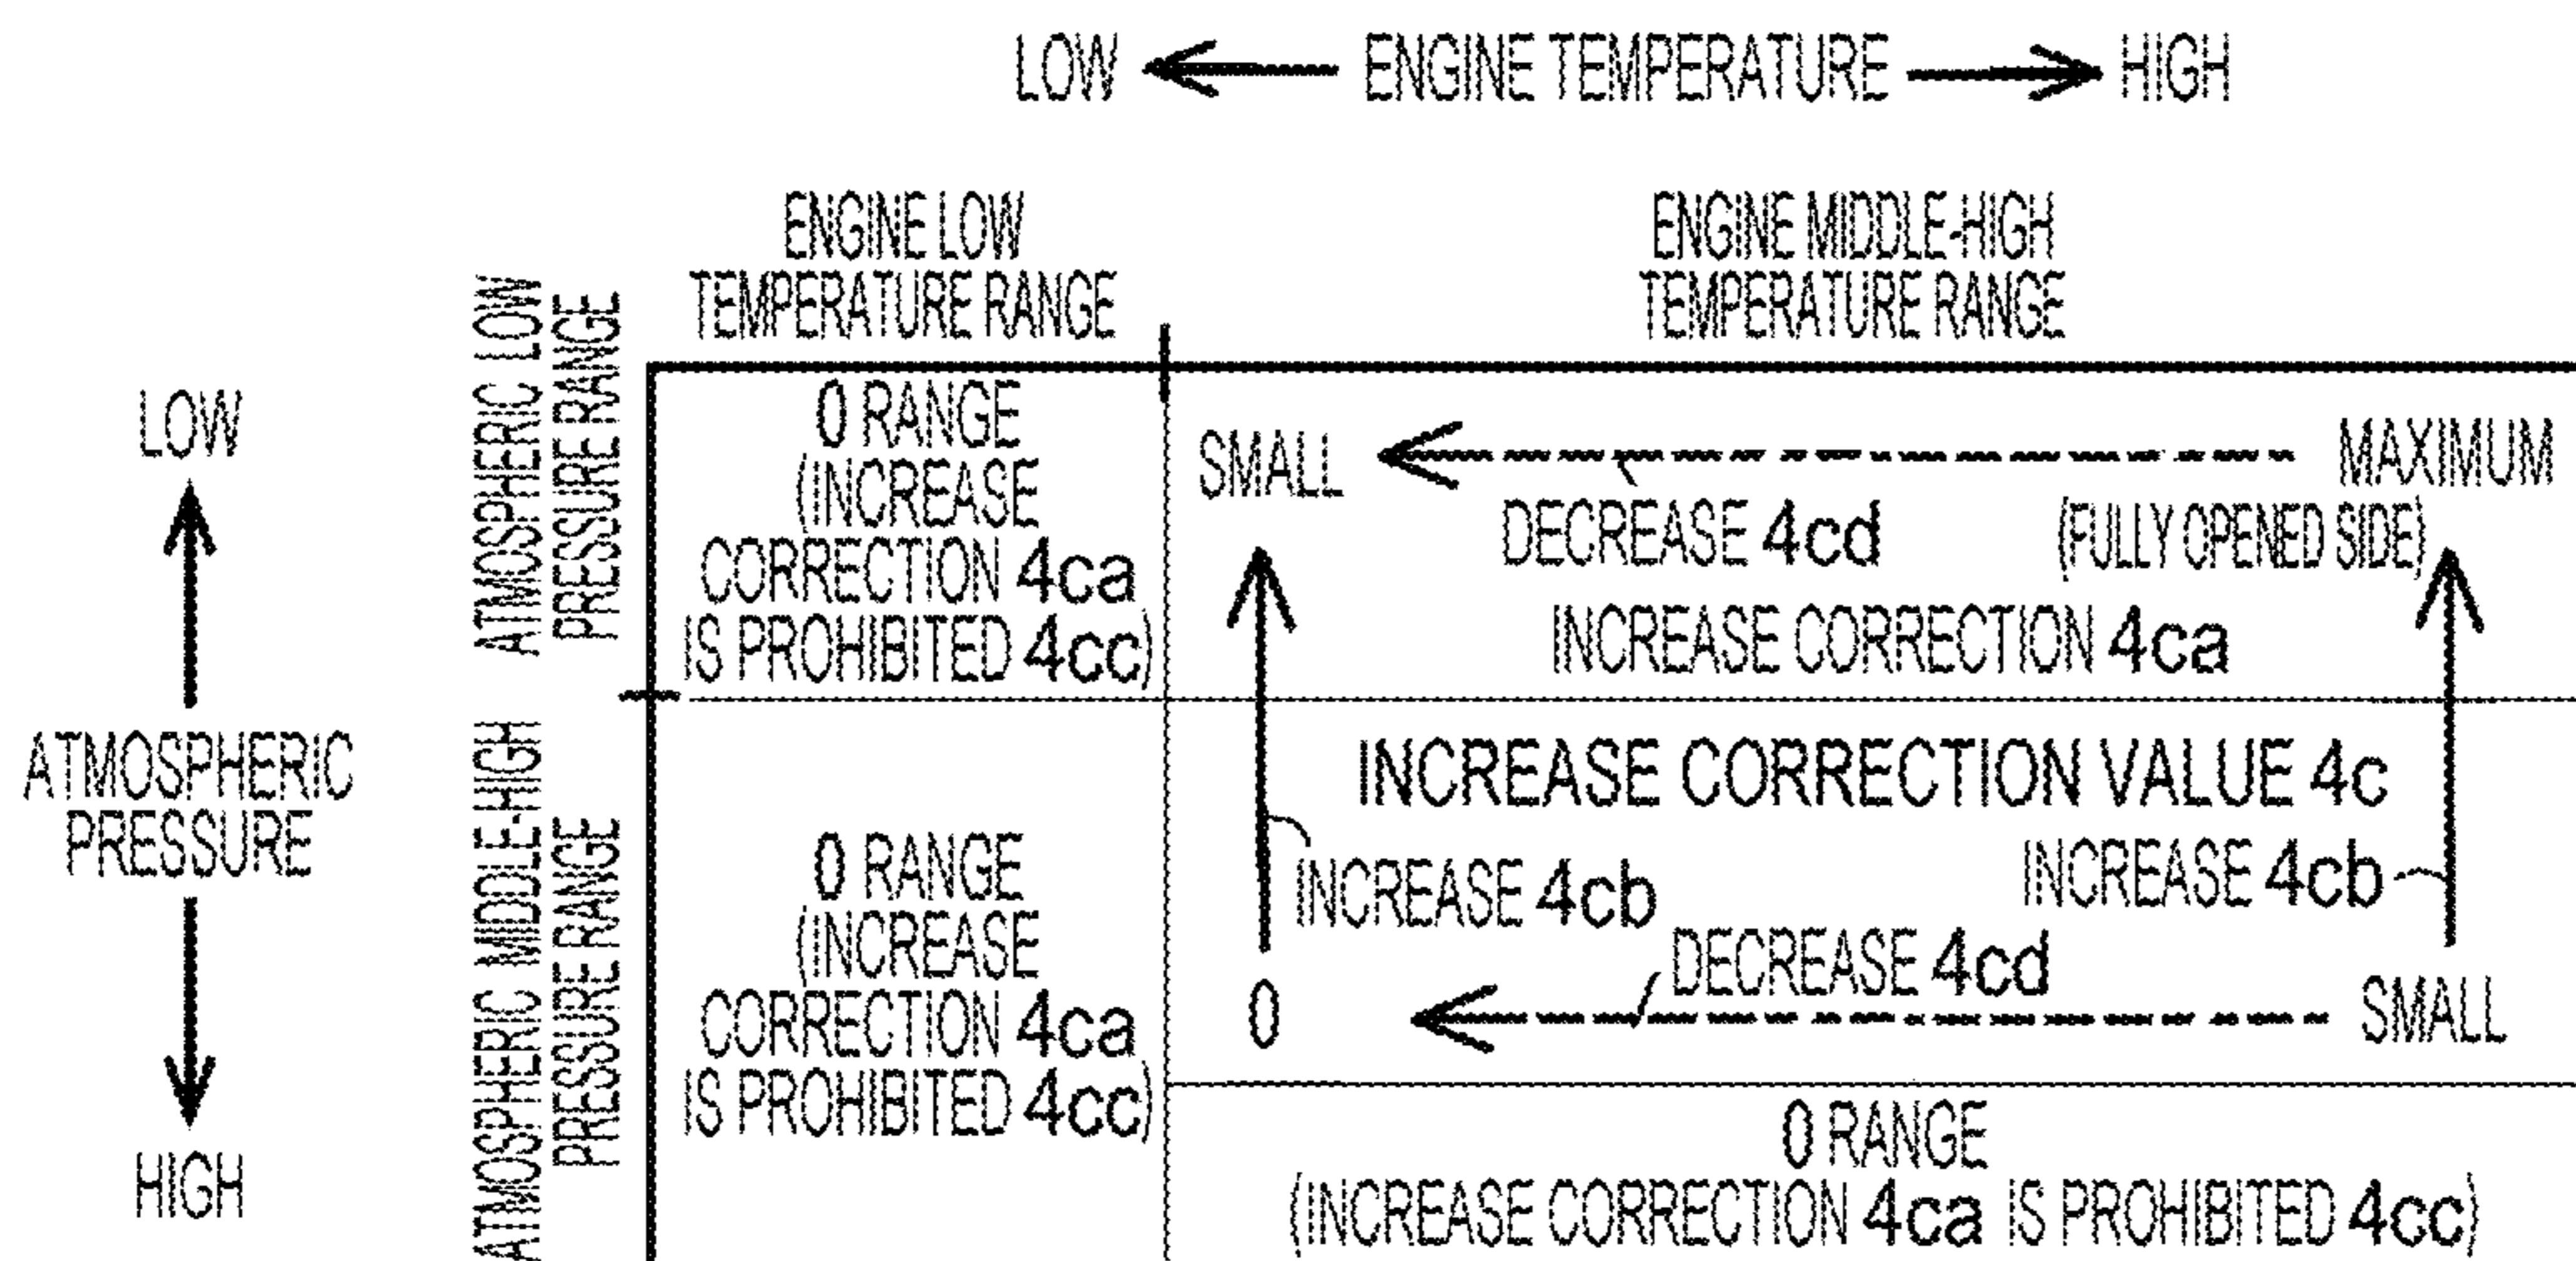 LOW ENGINE TEMPERATURE HIGH
ENGINE LOW
TEMPERATURE RANGE
ENGINE MIDDLE-HIGH
TEMPERATURE RANGE
LOW
ATMOSPHERIC
PRESSURE
HIGH
ATMOSPHERIC LOW
PRESSURE RANGE
ATMOSPHERIC MIDDLE-HIGH
PRESSURE RANGE
0 RANGE
(INCREASE
CORRECTION 4ca
IS PROHIBITED 4cc)
SMALL
MAXIMUM
DECREASE 4cd
(FULLY OPENED SIDE)
INCREASE CORRECTION 4ca
0 RANGE
(INCREASE
CORRECTION 4ca
IS PROHIBITED 4cc)
INCREASE CORRECTION VALUE 4c
INCREASE 4cb
INCREASE 4cb
DECREASE 4cd
0
SMALL
0 RANGE
(INCREASE CORRECTION 4ca IS PROHIBITED 4cc)